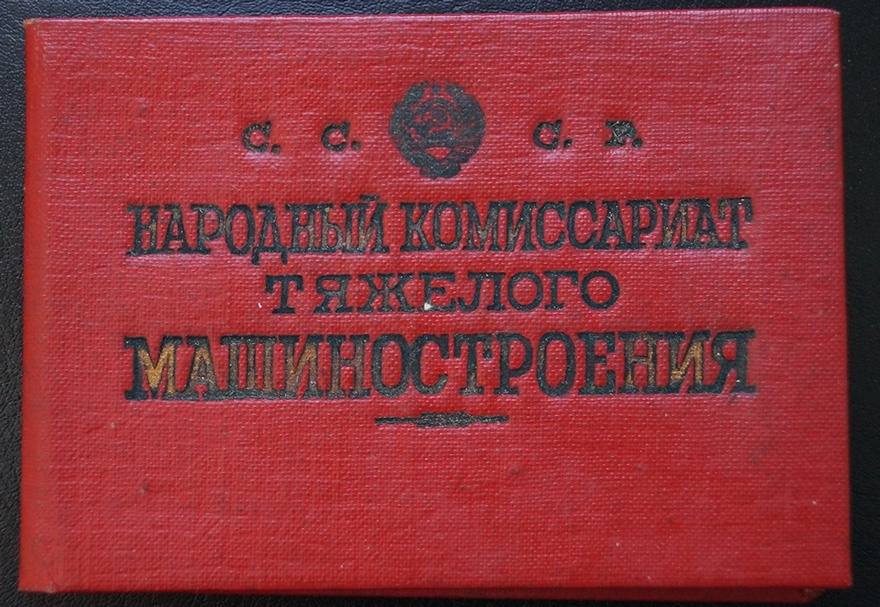 С. С. С. Р.
НАРОДНЫЙ КОМИССАРИАТ
ТЯЖЕЛОГО
МАШИНОСТРОЕНИЯ